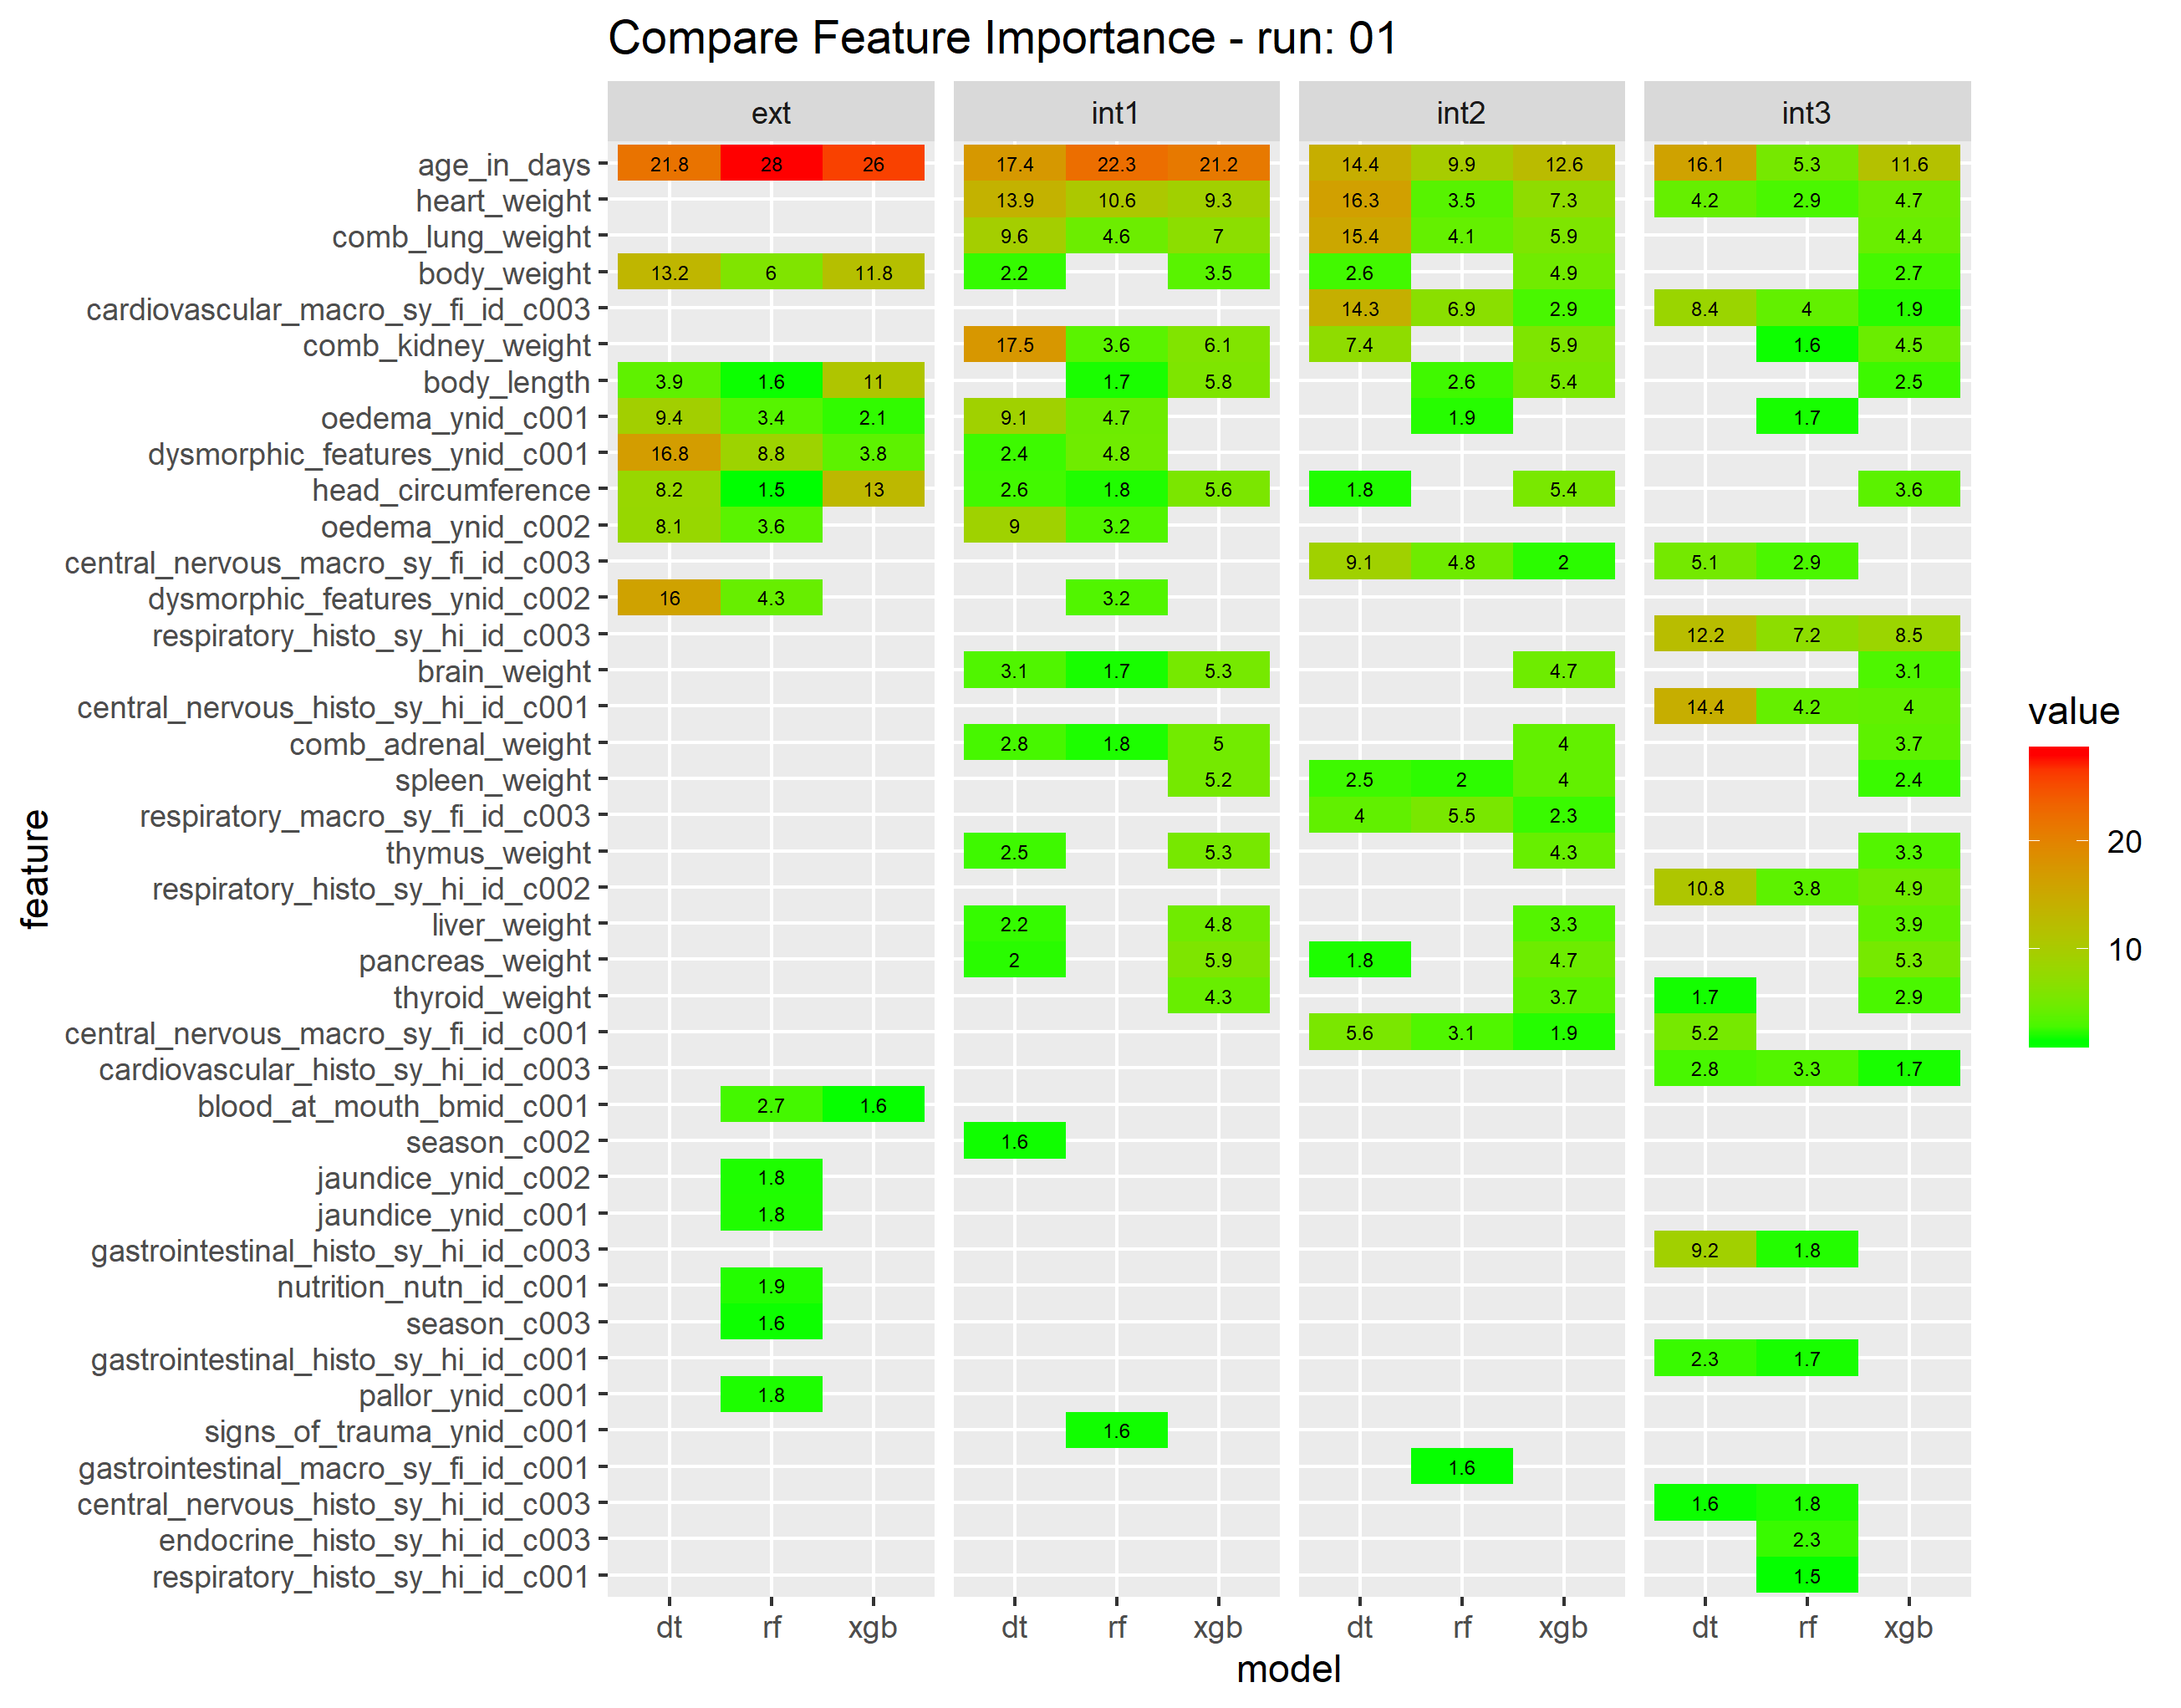 Compare Feature Importance - run: 01
ext int1 int2 int3
age_in_days 21.8 28 26 17.4 22.3 21.2 14.4 9.9 12.6 16.1 5.3 11.6
heart_weight 13.9 10.6 9.3 16.3 3.5 7.3 4.2 2.9 4.7
comb_lung_weight 9.6 4.6 7 15.4 4.1 5.9 4.4
body_weight 13.2 6 11.8 2.2 3.5 2.6 4.9 2.7
cardiovascular_macro_sy_fi_id_c003 14.3 6.9 2.9 8.4 4 1.9
comb_kidney_weight 17.5 3.6 6.1 7.4 5.9 1.6 4.5
body_length 3.9 1.6 11 1.7 5.8 2.6 5.4 2.5
oedema_ynid_c001 9.4 3.4 2.1 9.1 4.7 1.9 1.7
dysmorphic_features_ynid_c001 16.8 8.8 3.8 2.4 4.8
head_circumference 8.2 1.5 13 2.6 1.8 5.6 1.8 5.4 3.6
oedema_ynid_c002 8.1 3.6 9 3.2
central_nervous_macro_sy_fi_id_c003 9.1 4.8 2 5.1 2.9
dysmorphic_features_ynid_c002 16 4.3 3.2
respiratory_histo_sy_hi_id_c003 12.2 7.2 8.5
brain_weight 3.1 1.7 5.3 4.7 3.1
central_nervous_histo_sy_hi_id_c001 14.4 4.2 4
comb_adrenal_weight 2.8 1.8 5 4 3.7
spleen_weight 5.2 2.5 2 4 2.4
respiratory_macro_sy_fi_id_c003 4 5.5 2.3
thymus_weight 2.5 5.3 4.3 3.3
respiratory_histo_sy_hi_id_c002 10.8 3.8 4.9
liver_weight 2.2 4.8 3.3 3.9
pancreas_weight 2 5.9 1.8 4.7 5.3
thyroid_weight 4.3 3.7 1.7 2.9
central_nervous_macro_sy_fi_id_c001 5.6 3.1 1.9 5.2
cardiovascular_histo_sy_hi_id_c003 2.8 3.3 1.7
blood_at_mouth_bmid_c001 2.7 1.6
season_c002 1.6
jaundice_ynid_c002 1.8
jaundice_ynid_c001 1.8
gastrointestinal_histo_sy_hi_id_c003 9.2 1.8
nutrition_nutn_id_c001 1.9
season_c003 1.6
gastrointestinal_histo_sy_hi_id_c001 2.3 1.7
pallor_ynid_c001 1.8
signs_of_trauma_ynid_c001 1.6
gastrointestinal_macro_sy_fi_id_c001 1.6
central_nervous_histo_sy_hi_id_c003 1.6 1.8
endocrine_histo_sy_hi_id_c003 2.3
respiratory_histo_sy_hi_id_c001 1.5
dt rf xgb dt rf xgb dt rf xgb dt rf xgb
model
feature
value
20
10